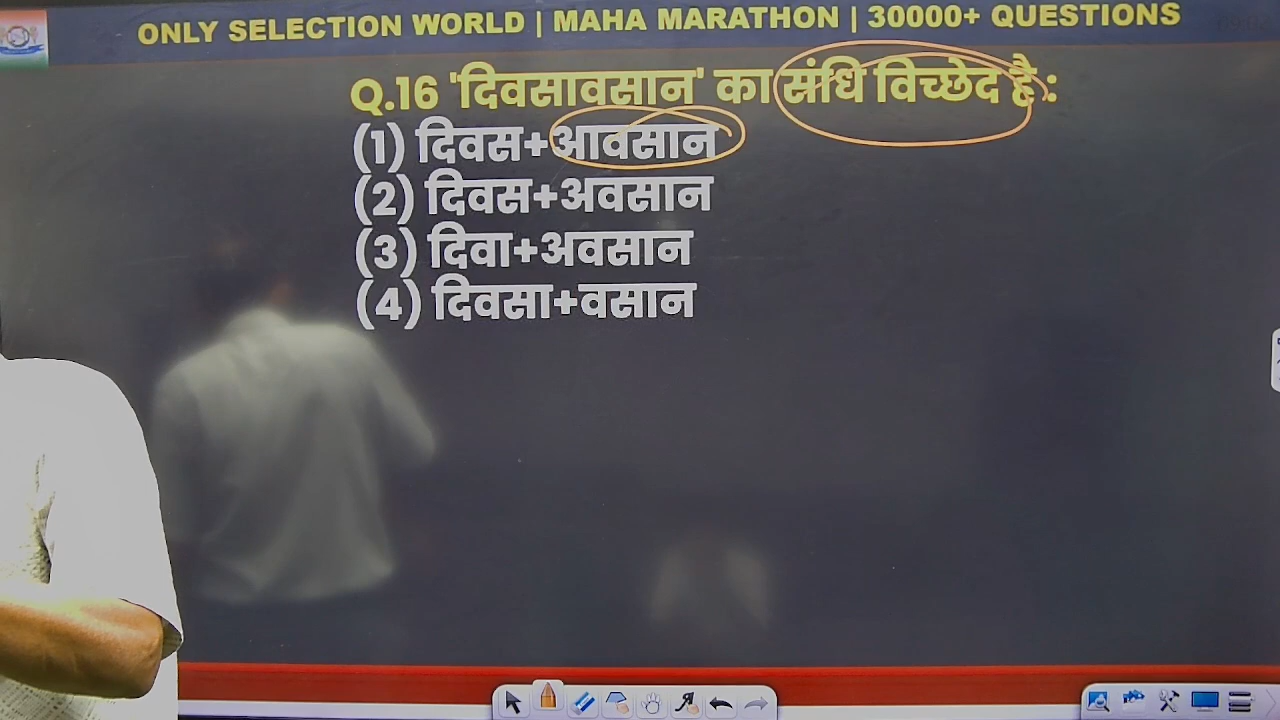 ONLY SELECTION WORLD | MAHA MARATHON | 30000+ QUESTIONS
Q.16 'दिवसावसान' का संधि विच्छेद है :
(1) दिवस+आवसान
(2) दिवस+अवसान
(3) दिवा+अवसान
(4) दिवसा+वसान